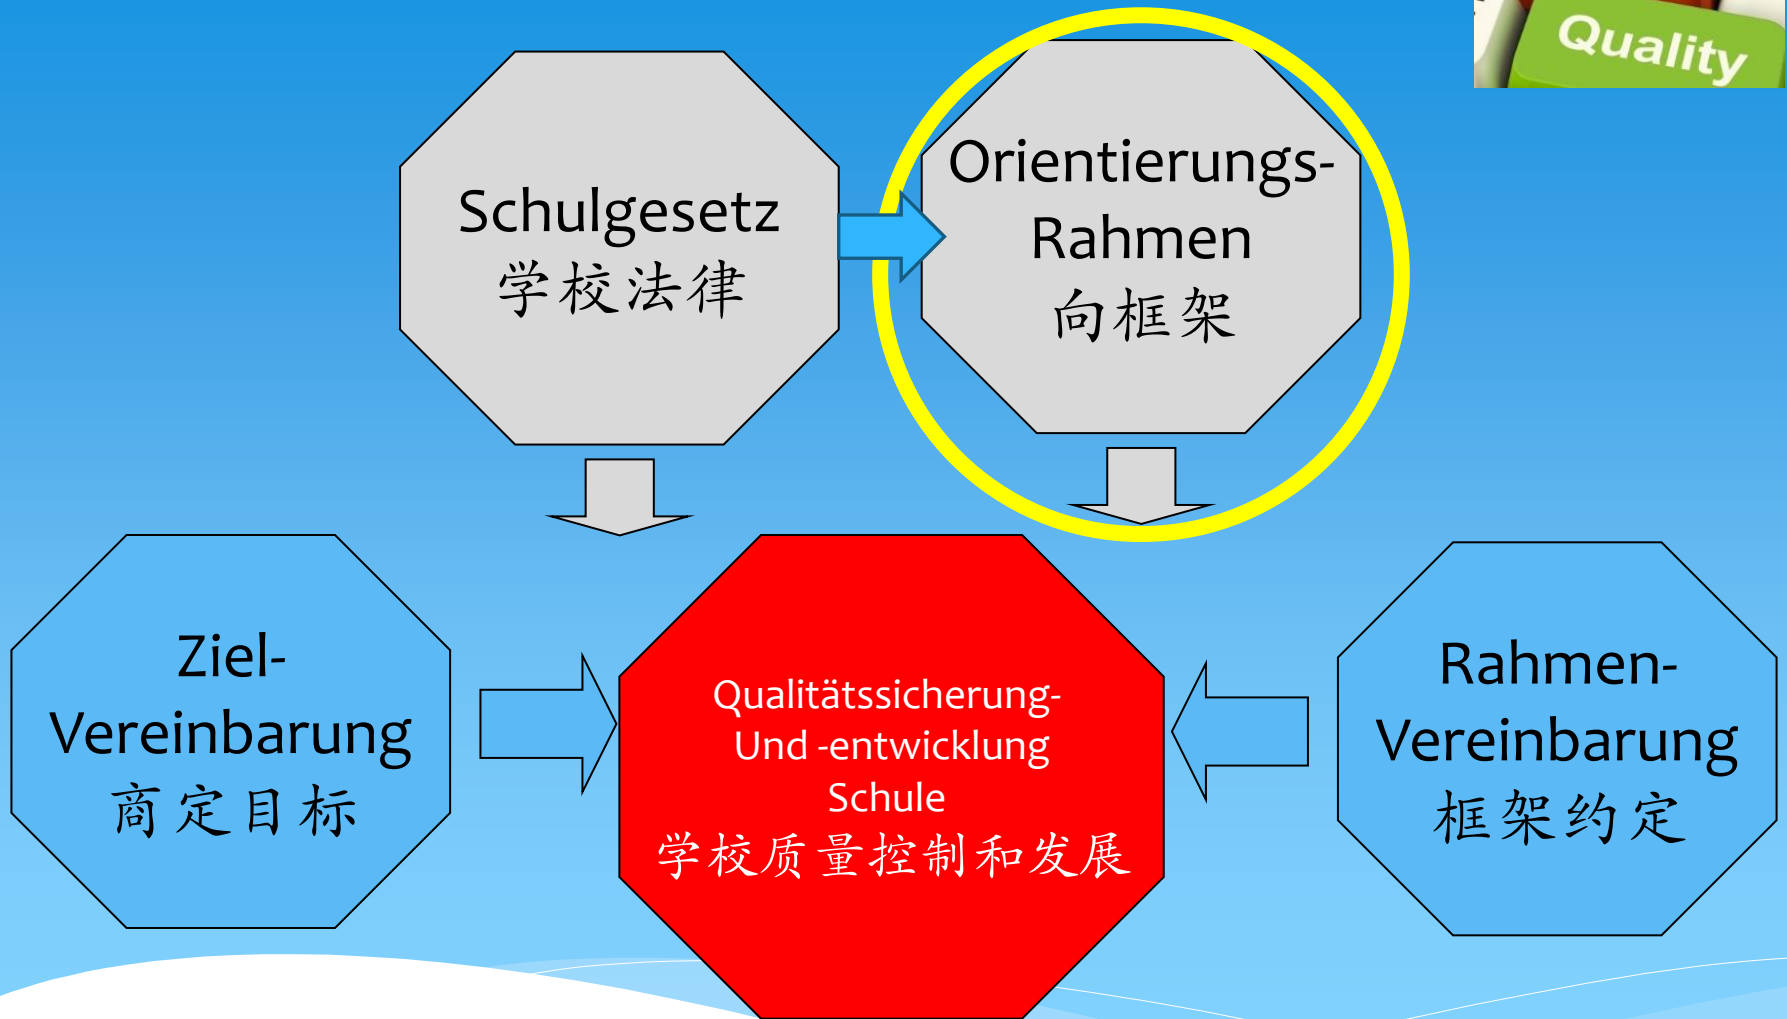 Quality
Schulgesetz
学校法律
Orientierungs-
Rahmen
向框架
Ziel-
Vereinbarung
商定目标
Qualitätssicherung-
Und -entwicklung
Schule
学校质量控制和发展
Rahmen-
Vereinbarung
框架约定